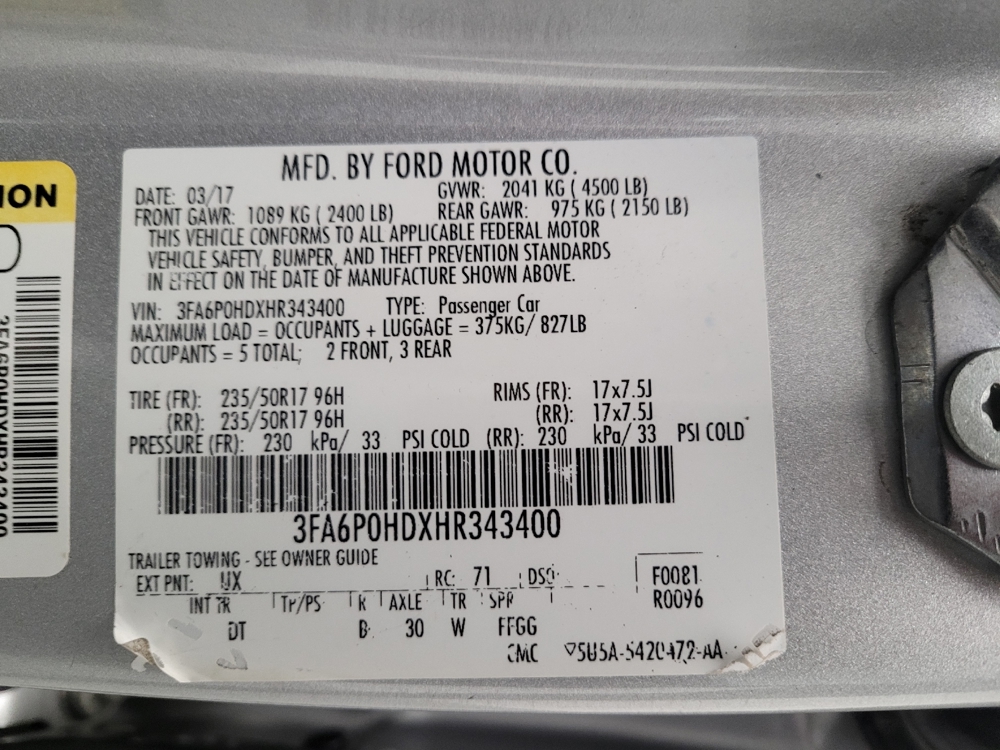 ION
MFD. BY FORD MOTOR CO.
DATE: 03/17 GVWR: 2041 KG ( 4500 LB)
FRONT GAWR: 1089 KG ( 2400 LB) REAR GAWR: 975 KG ( 2150 LB)
THIS VEHICLE CONFORMS TO ALL APPLICABLE FEDERAL MOTOR
VEHICLE SAFETY, BUMPER, AND THEFT PREVENTION STANDARDS
IN EFFECT ON THE DATE OF MANUFACTURE SHOWN ABOVE.
VIN: 3FA6P0HDXHR343400 TYPE: Passenger Car
MAXIMUM LOAD = OCCUPANTS + LUGGAGE = 375KG/ 827LB
OCCUPANTS = 5 TOTAL; 2 FRONT, 3 REAR
TIRE (FR): 235/50R17 96H RIMS (FR): 17x7.5J
(RR): 235/50R17 96H (RR): 17x7.5J
PRESSURE (FR): 230 kPa/ 33 PSI COLD (RR): 230 kPa/ 33 PSI COLD
3FA6P0HDXHR343400
TRAILER TOWING - SEE OWNER GUIDE
EXT PNT: UX RC: 71 DSO: F0081
INT TR TP/PS R AXLE TR SPR R0096
DT B 30 W FFGG
5U5A-5420472-AA
3FA6P0HDXHR343400